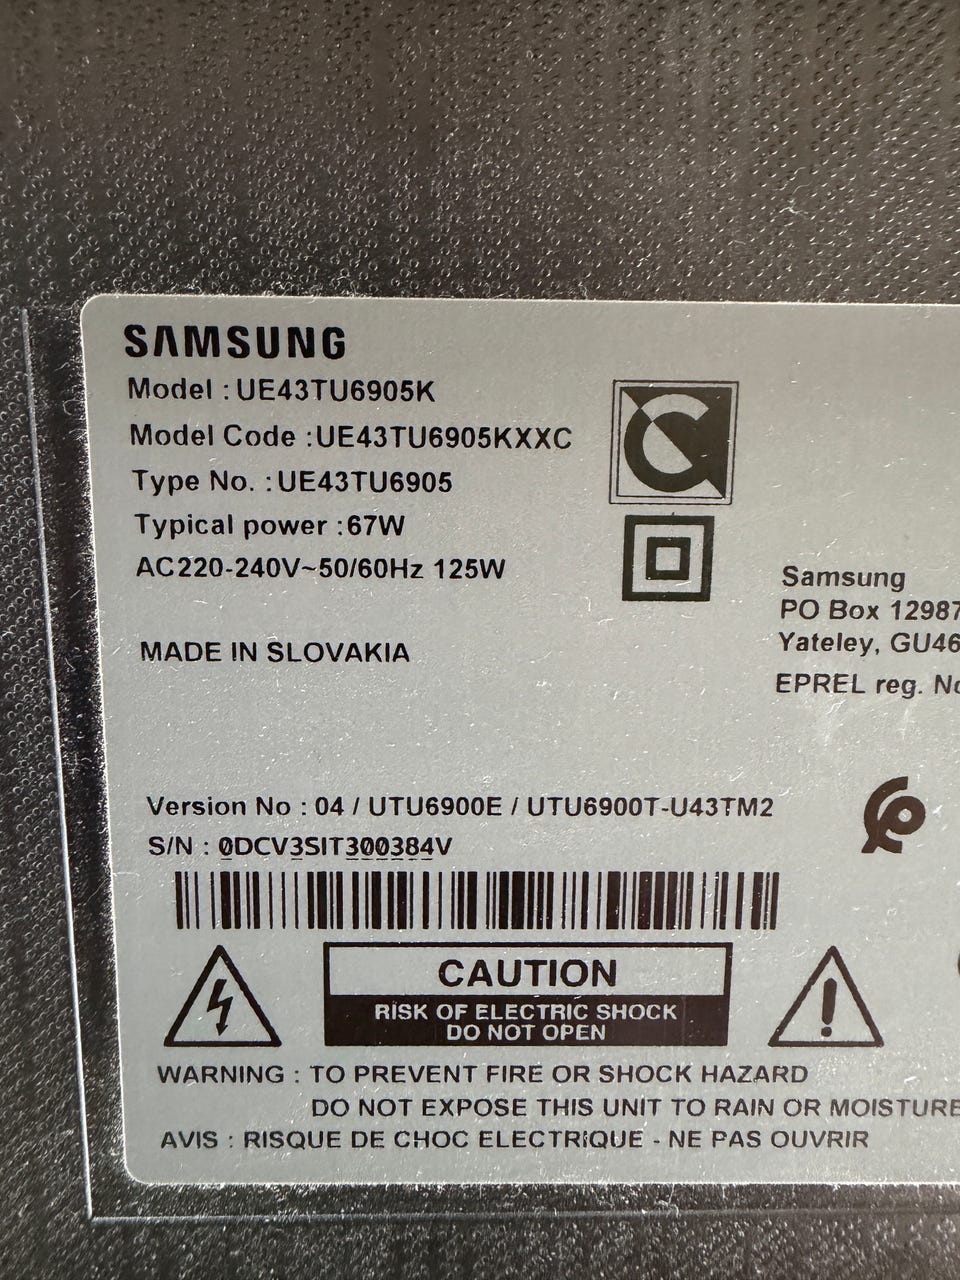 SAMSUNG
Model : UE43TU6905K
Model Code :UE43TU6905KXXC
Type No. :UE43TU6905
Typical power :67W
AC220-240V~50/60Hz 125W
MADE IN SLOVAKIA
Samsung
PO Box 12987
Yateley, GU46
EPREL reg. No
Version No : 04 / UTU6900E / UTU6900T-U43TM2
S/N : 0DCV3SIT300384V
CAUTION
RISK OF ELECTRIC SHOCK
DO NOT OPEN
WARNING : TO PREVENT FIRE OR SHOCK HAZARD
DO NOT EXPOSE THIS UNIT TO RAIN OR MOISTURE
AVIS : RISQUE DE CHOC ELECTRIQUE - NE PAS OUVRIR